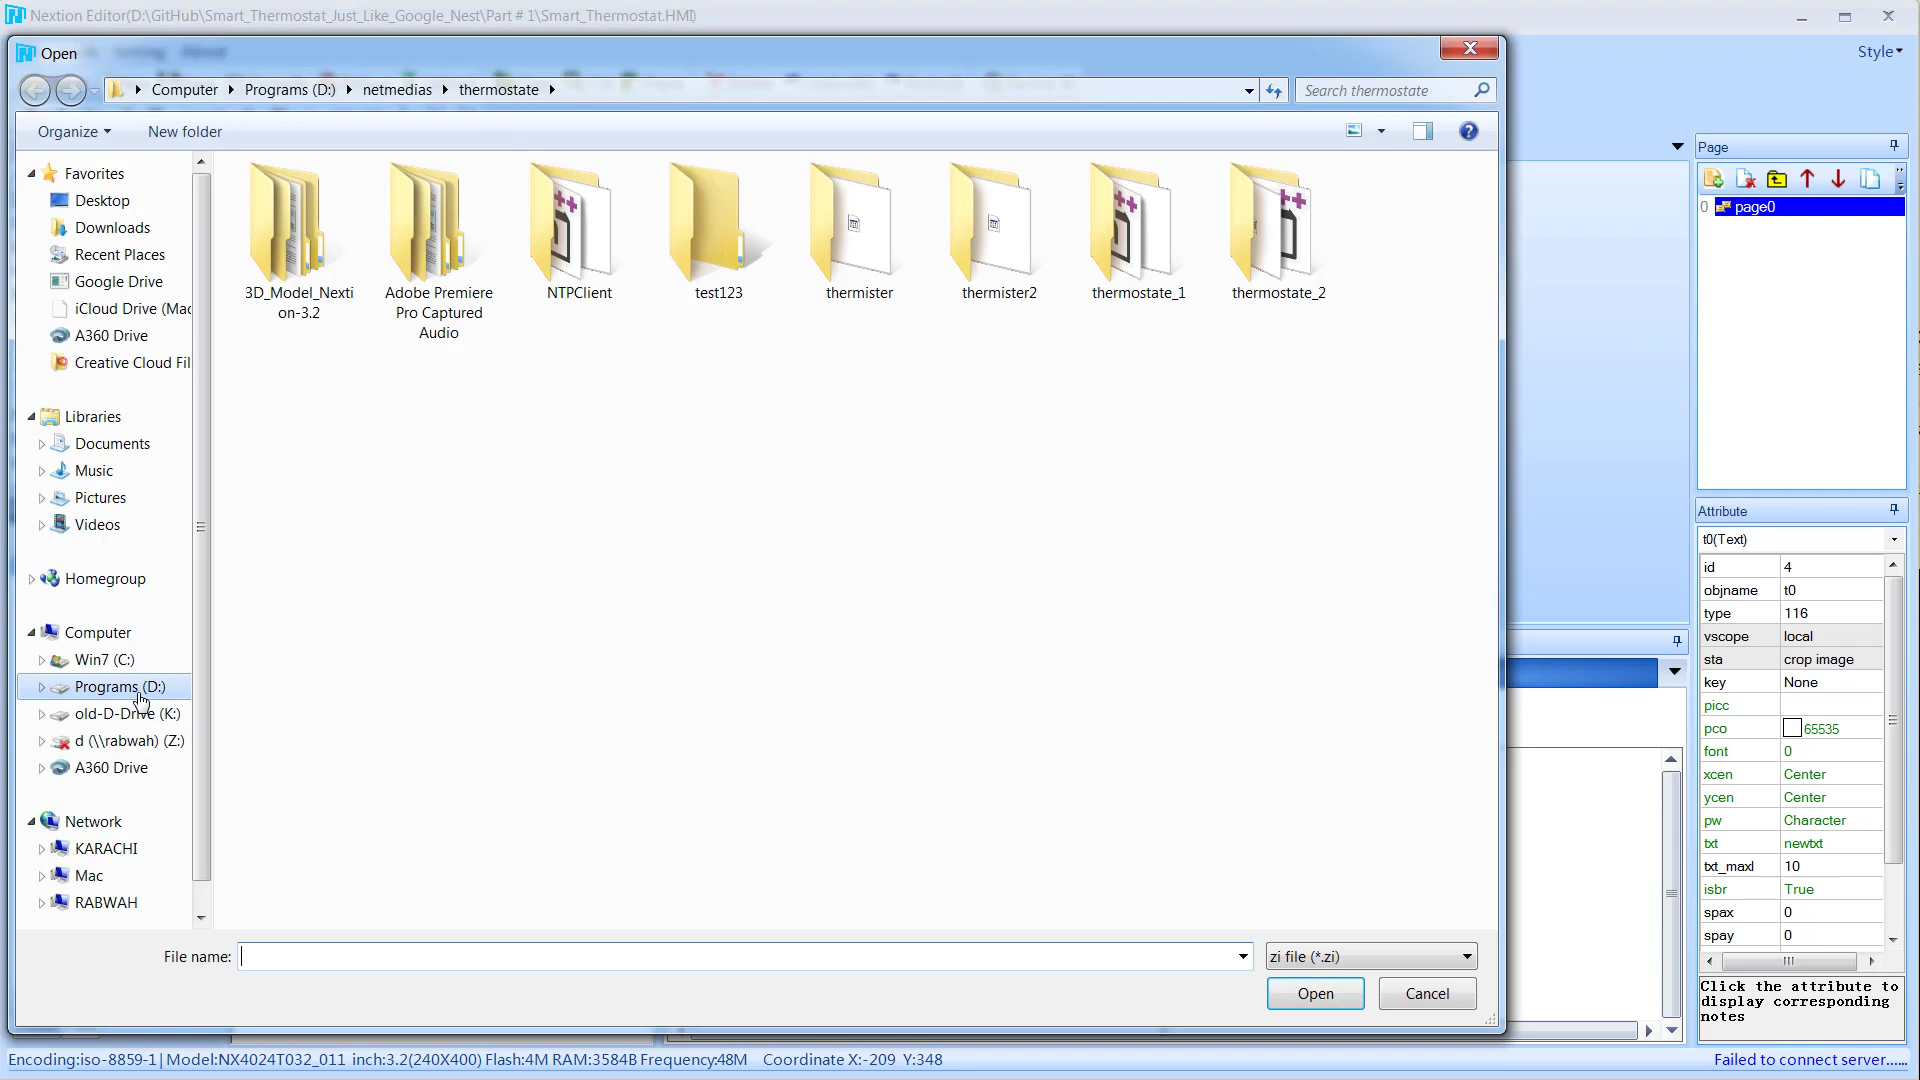 Nextion Editor(D:\GitHub\Smart_Thermostat_Just_Like_Google_Nest\Part # 1\Smart_Thermostat.HMI)
Open
About
Style
Computer Programs (D:) netmedias thermostate
Search thermostate
Organize New folder
Page
Favorites
Desktop
Downloads
Recent Places
Google Drive
iCloud Drive (Mac
A360 Drive
Creative Cloud Fil
Libraries
Documents
Music
Pictures
Videos
Homegroup
Computer
Win7 (C:)
Programs (D:)
old-D-Drive (K:)
d (\\rabwah) (Z:)
A360 Drive
Network
KARACHI
Mac
RABWAH
3D_Model_Nexti
on-3.2
Adobe Premiere
Pro Captured
Audio
NTPClient
test123
thermister
thermister2
thermostate_1
thermostate_2
0 page0
Attribute
t0(Text)
id 4
objname t0
type 116
vscope local
sta crop image
key None
picc
pco 65535
font 0
xcen Center
ycen Center
pw Character
txt newtxt
txt_maxl 10
isbr True
spax 0
spay 0
Click the attribute to
display corresponding
notes
File name:
zi file (*.zi)
Open Cancel
Encoding:iso-8859-1| Model:NX4024T032_011 inch:3.2(240X400) Flash:4M RAM:3584B Frequency:48M Coordinate X:-209 Y:348
Failed to connect server......